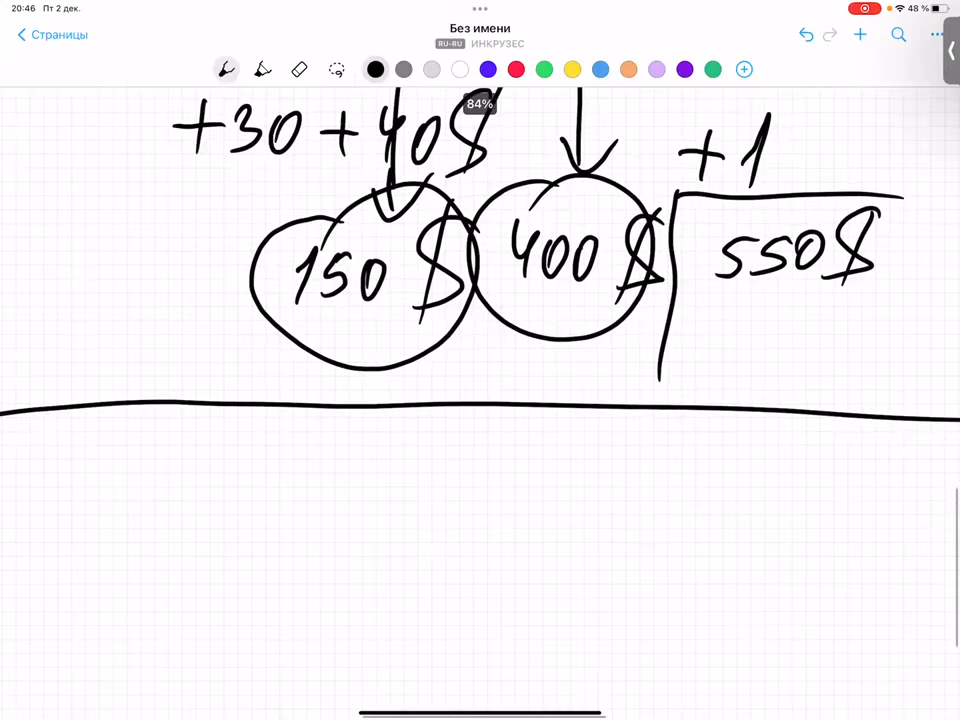 20:46 Пт 2 дек. 48 %
Страницы
Без имени
RU-RU ИНКРУЗЕС
84%
+30 + 40$ +1
150$ 400$ 550$